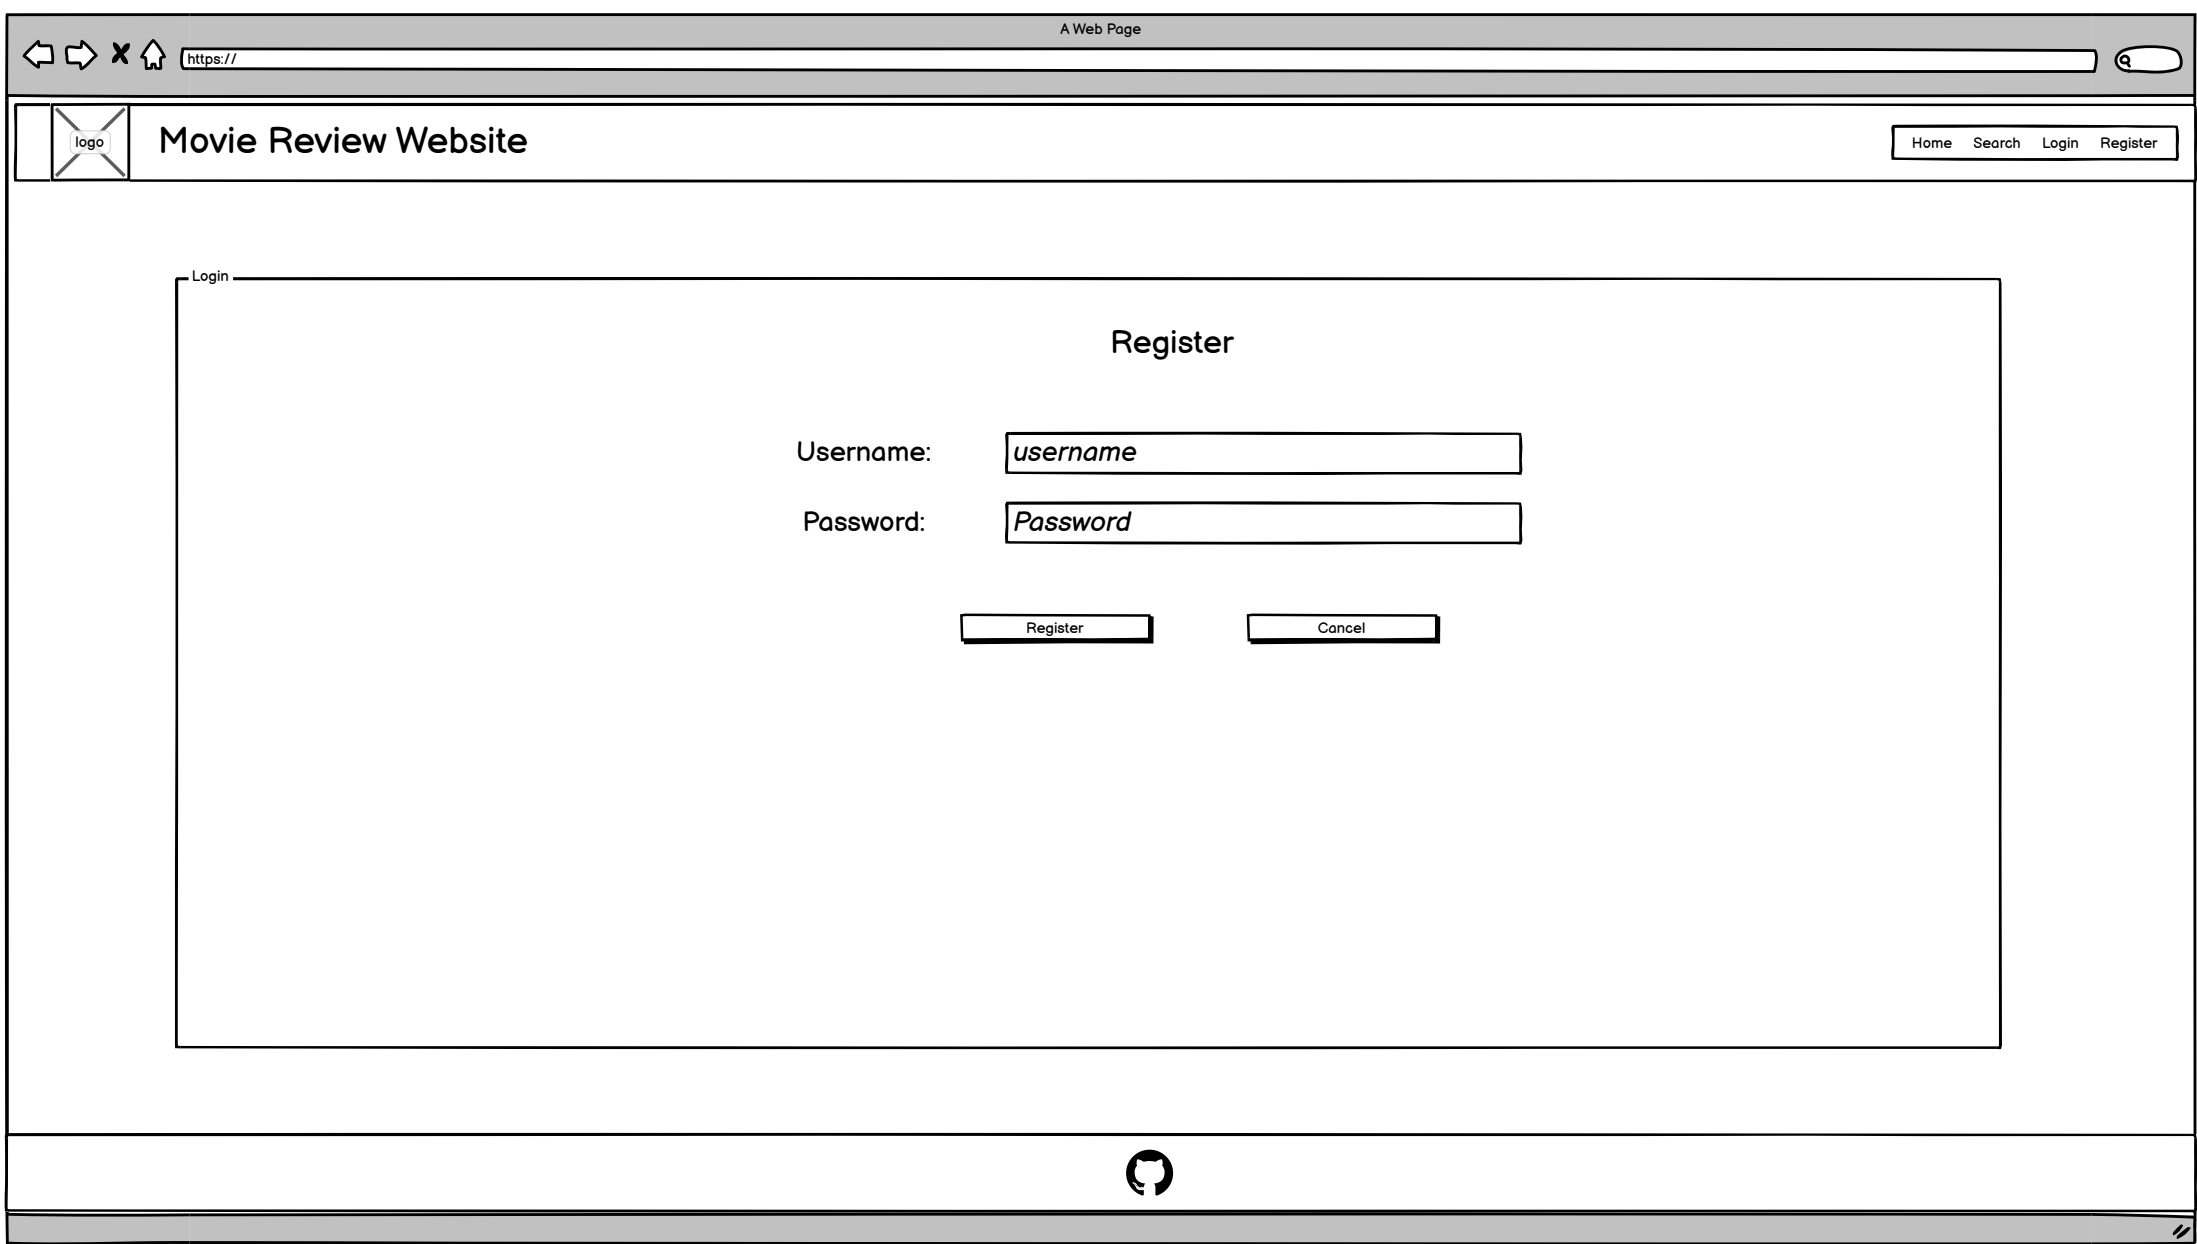 A Web Page
https://
logo
Movie Review Website
Home Search Login Register
Login
Register
Username: username
Password: Password
Register Cancel